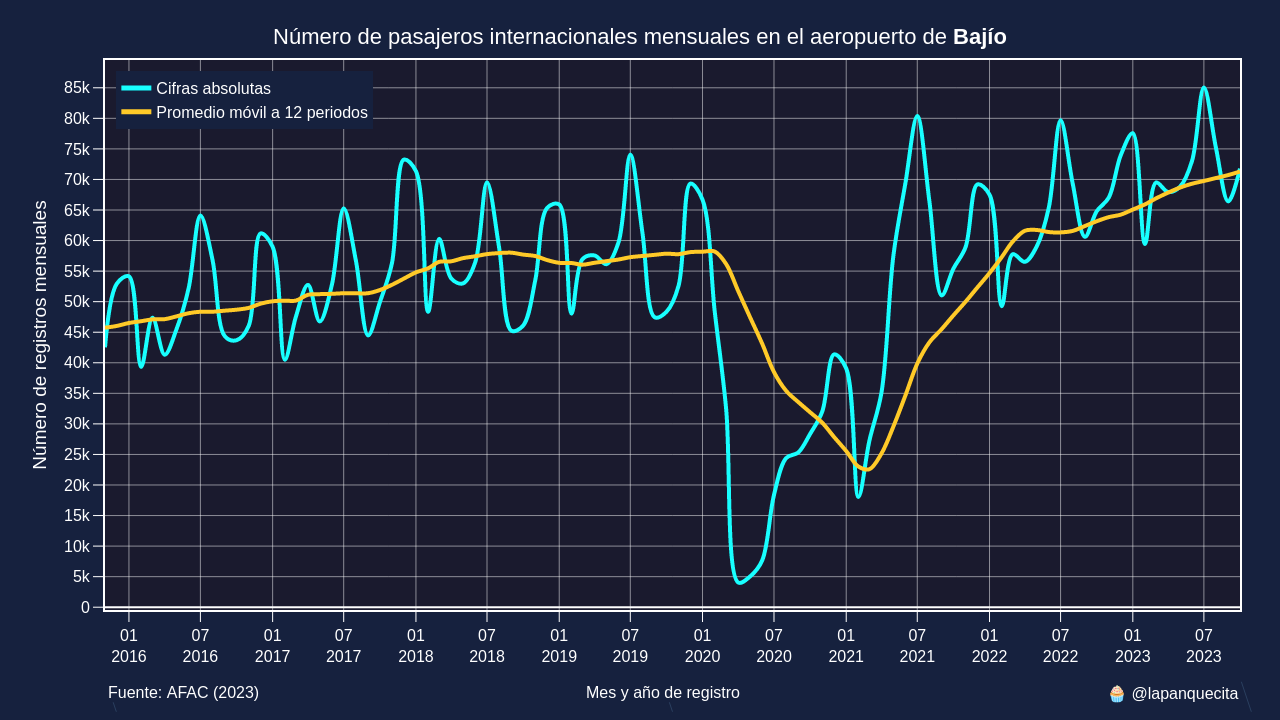 Número de pasajeros internacionales mensuales en el aeropuerto de Bajío
Cifras absolutas
Promedio móvil a 12 periodos
85k
80k
75k
70k
65k
60k
55k
50k
45k
40k
35k
30k
25k
20k
15k
10k
5k
0
Número de registros mensuales
01 07 01 07 01 07 01 07 01 07 01 07 01 07 01 07
2016 2016 2017 2017 2018 2018 2019 2019 2020 2020 2021 2021 2022 2022 2023 2023
Fuente: AFAC (2023) Mes y año de registro 🧁 @lapanquecita